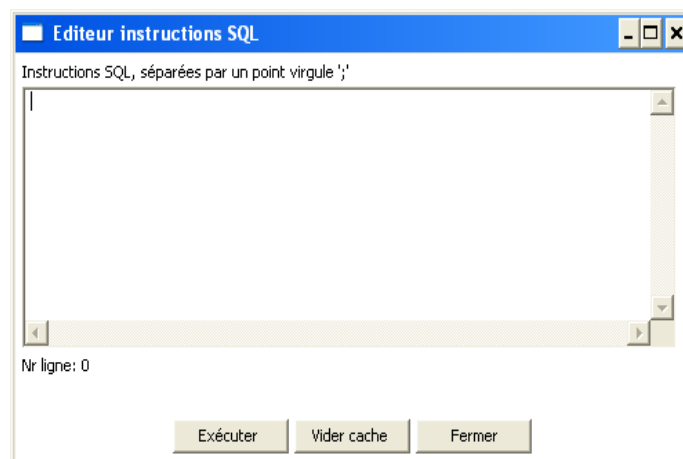 Editeur instructions SQL
Instructions SQL, séparées par un point virgule ';'
Nr ligne: 0
Exécuter Vider cache Fermer